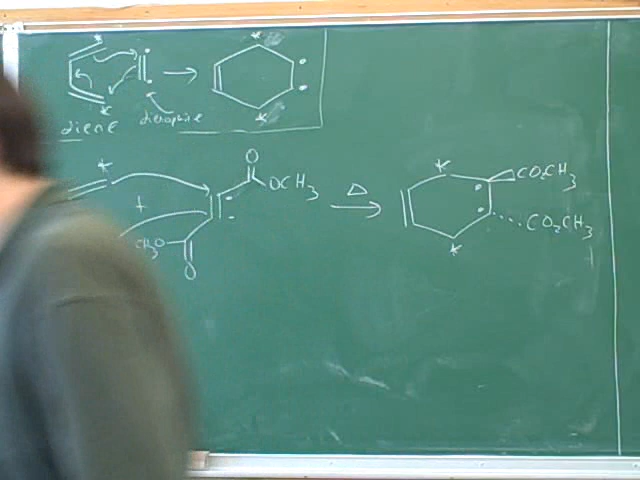 diene dienophile
+
O
OCH3
CH3O
O
Δ
CO2CH3
CO2CH3